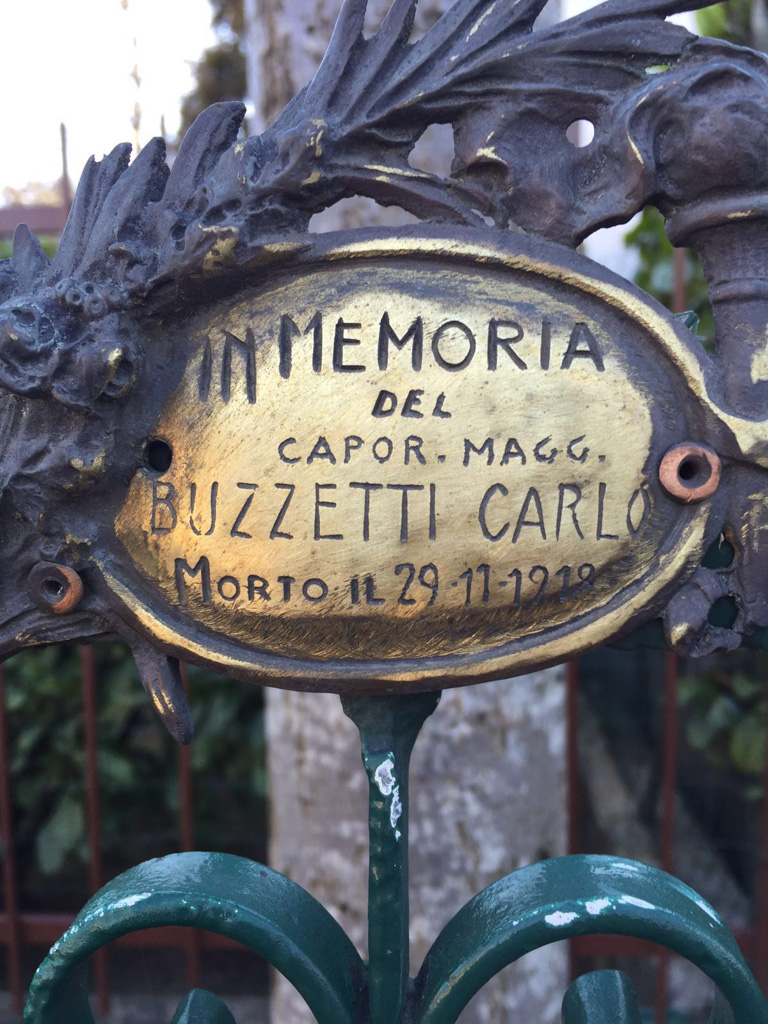 IN MEMORIA
DEL
CAPOR. MAGG.
BUZZETTI CARLO
MORTO IL 29-11-1918